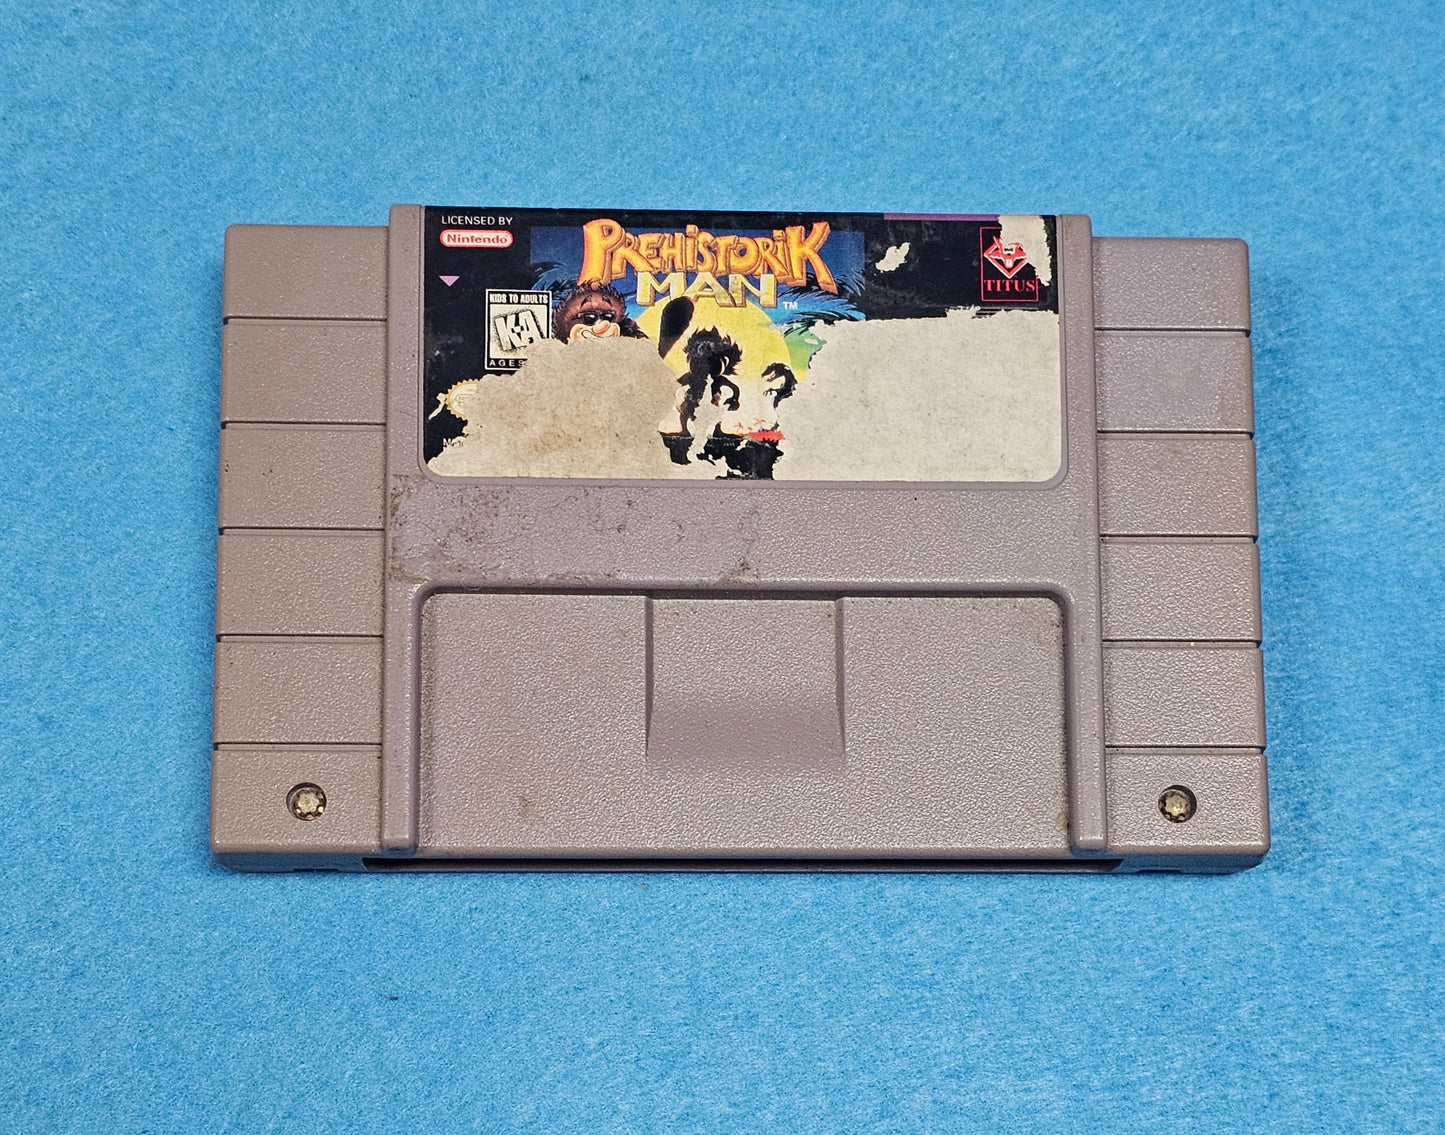 LICENSED BY
Nintendo
PREHISTORIK
MAN
TM
TITUS
KIDS TO ADULTS
K-A
AGES